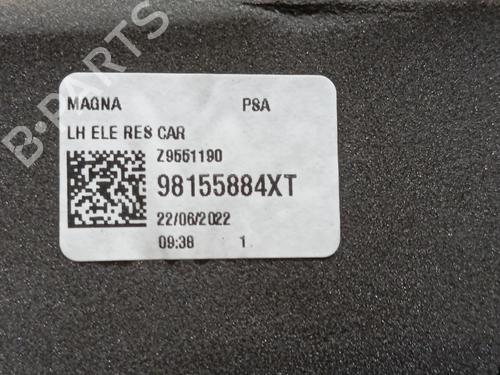 MAGNA PSA
LH ELE RES CAR
Z9551190
98155884XT
22/06/2022
09:38 1
B-PARTS